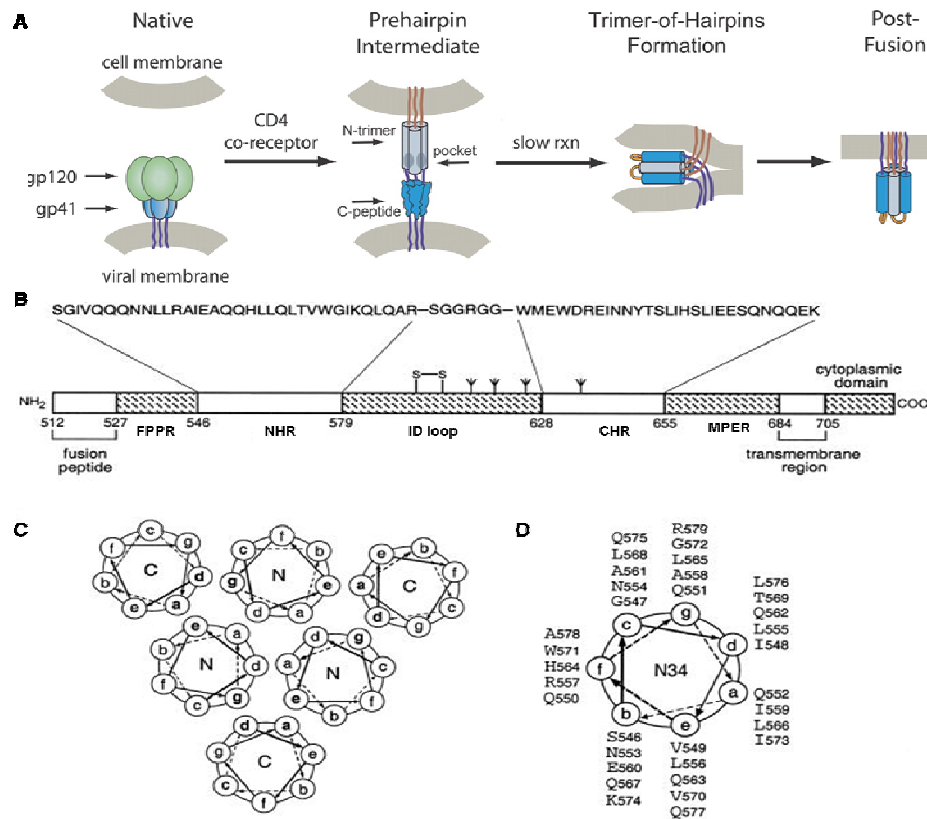 A
Native
Prehairpin
Intermediate
Trimer-of-Hairpins
Formation
Post-
Fusion
cell membrane
CD4
co-receptor
N-trimer
pocket
slow rxn
gp120
gp41
C-peptide
viral membrane
B
SGIVQQQNNLLRAIEAQQHLLQLTVWGIKQLQAR—SGGRGG—WMEWDREINNYTSLIHSLIEESQNQQEK
S—S
cytoplasmic
domain
NH2
COC
512 527 546 579 628 655 684 705
FPPR NHR ID loop CHR MPER
fusion
peptide
transmembrane
region
C
c g d a e b f
C
f b e a d g c
N
e b f c g d a
C
e a d g c f b
N
d g c f b e a
N
d a e b f c g
C
D
Q575
L568
A561
N554
G547
R579
G572
L565
A558
Q551
L576
T569
Q562
L555
I548
A578
W571
H564
R557
Q550
c g d a e b f
N34
Q552
I559
L566
I573
S546
N553
E560
Q567
K574
V549
L556
Q563
V570
Q577